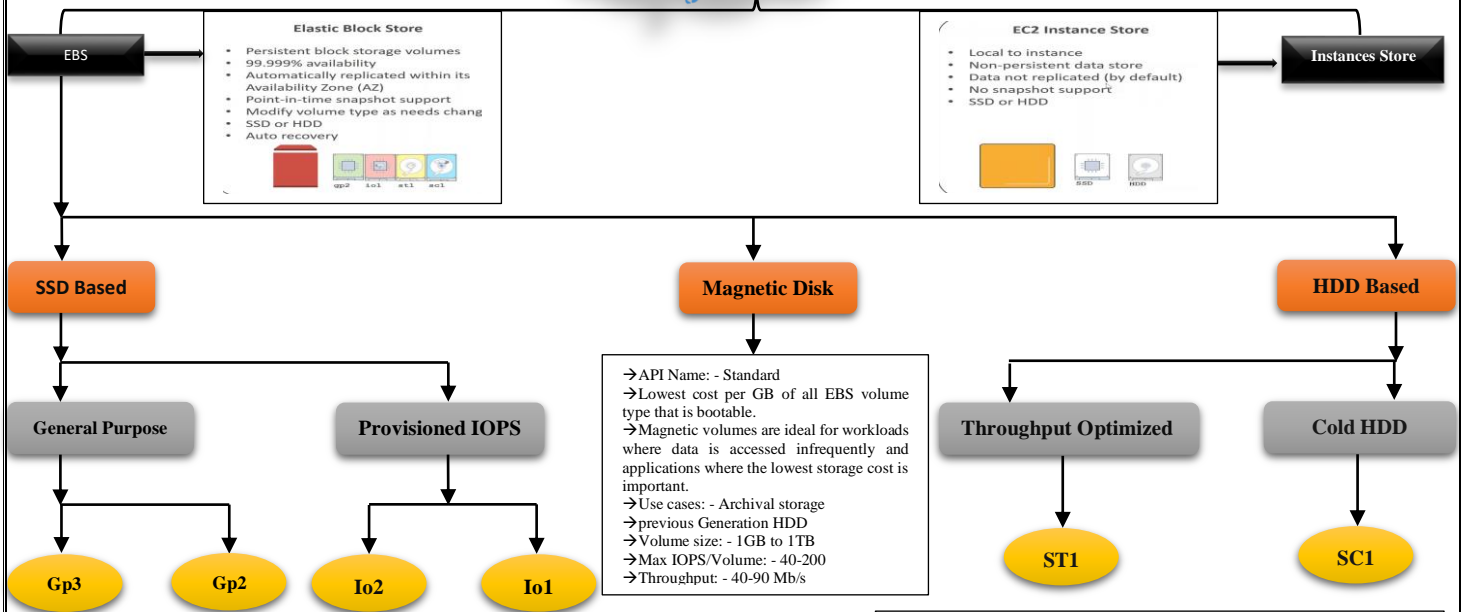 EBS
Elastic Block Store
• Persistent block storage volumes
• 99.999% availability
• Automatically replicated within its
Availability Zone (AZ)
• Point-in-time snapshot support
• Modify volume type as needs chang
• SSD or HDD
• Auto recovery
gp2 io1 st1 sc1
EC2 Instance Store
• Local to instance
• Non-persistent data store
• Data not replicated (by default)
• No snapshot support
• SSD or HDD
SSD HDD
Instances Store
SSD Based
Magnetic Disk
HDD Based
General Purpose
Provisioned IOPS
→API Name: - Standard
→Lowest cost per GB of all EBS volume
type that is bootable.
→Magnetic volumes are ideal for workloads
where data is accessed infrequently and
applications where the lowest storage cost is
important.
→Use cases: - Archival storage
→previous Generation HDD
→Volume size: - 1GB to 1TB
→Max IOPS/Volume: - 40-200
→Throughput: - 40-90 Mb/s
Throughput Optimized
Cold HDD
Gp3
Gp2
Io2
Io1
ST1
SC1